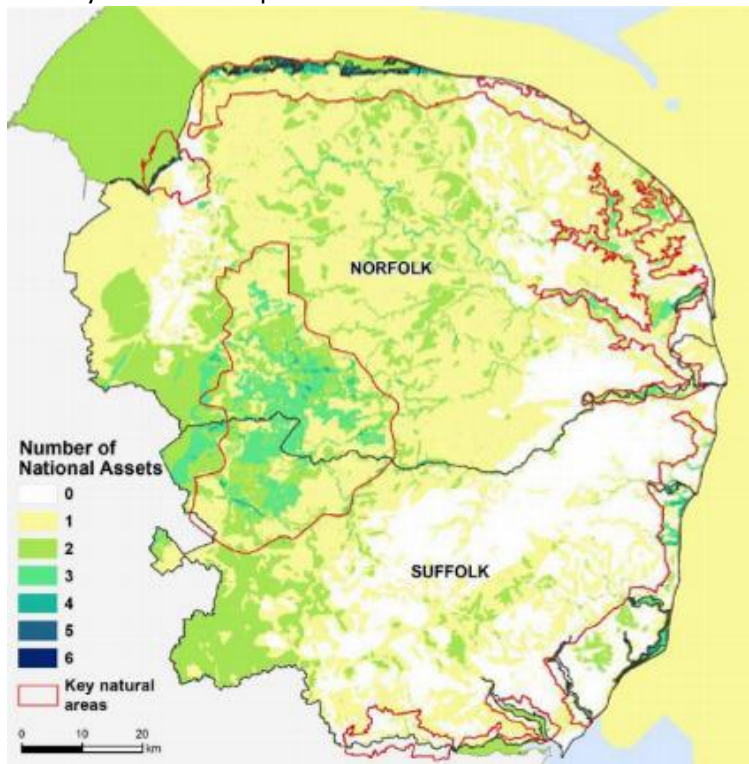 NORFOLK
SUFFOLK
Number of
National Assets
0
1
2
3
4
5
6
Key natural
areas
0 10 20
km